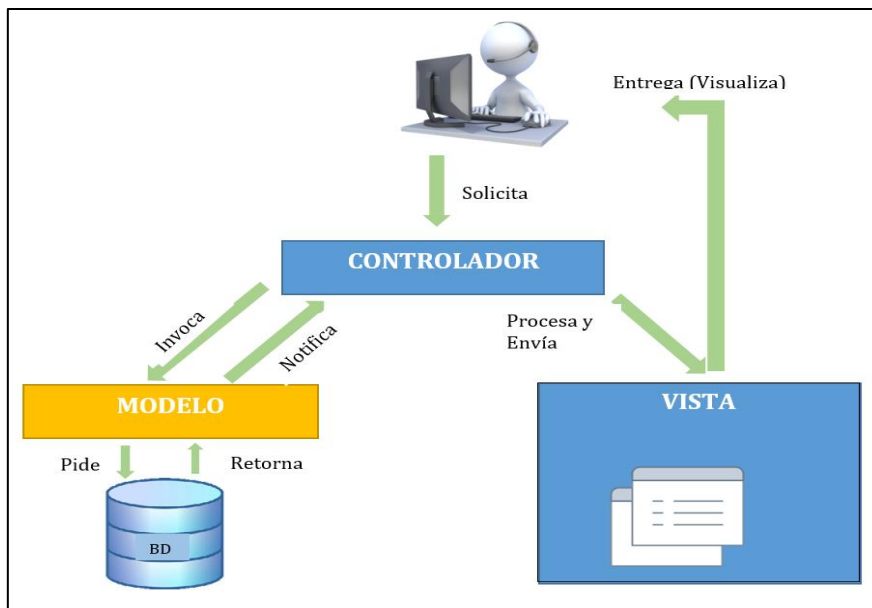 Entrega (Visualiza)
Solicita
CONTROLADOR
Invoca
Notifica
Procesa y
Envía
MODELO
VISTA
Pide
Retorna
BD